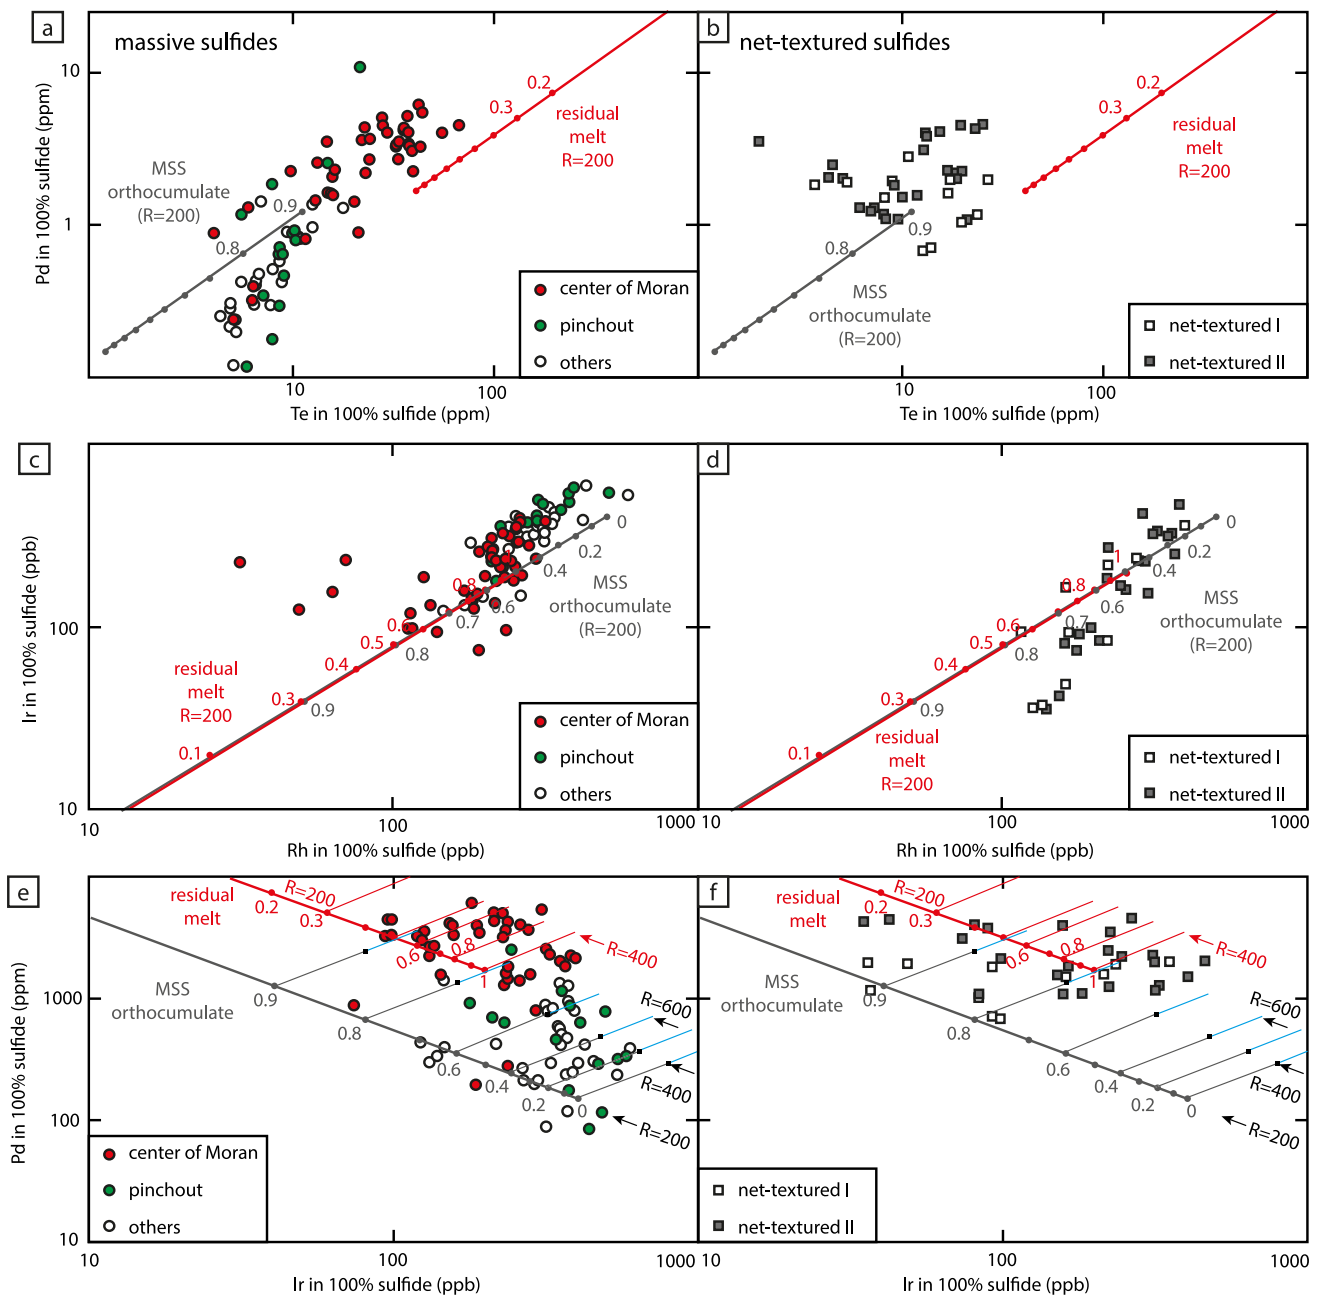 a
massive sulfides
10
1
Pd in 100% sulfide (ppm)
MSS
orthocumulate
(R=200)
0.9
0.8
0.3
0.2
residual
melt
R=200
center of Moran
pinchout
others
10
100
Te in 100% sulfide (ppm)
b
net-textured sulfides
0.2
0.3
residual
melt
R=200
0.9
0.8
MSS
orthocumulate
(R=200)
net-textured I
net-textured II
10
100
Te in 100% sulfide (ppm)
c
100
10
Ir in 100% sulfide (ppb)
0
0.2
0.4
0.6
0.7
0.8
0.9
1
0.8
0.6
0.5
0.4
0.3
0.1
MSS
orthocumulate
(R=200)
residual
melt
R=200
center of Moran
pinchout
others
10
100
1000
Rh in 100% sulfide (ppb)
d
0
0.2
0.4
0.6
0.7
0.8
0.9
1
0.8
0.6
0.5
0.4
0.3
0.1
MSS
orthocumulate
(R=200)
residual
melt
R=200
net-textured I
net-textured II
10
100
1000
Rh in 100% sulfide (ppb)
e
residual
melt
R=200
0.2
0.3
0.6
0.8
1
R=400
R=600
R=400
R=200
MSS
orthocumulate
0.9
0.8
0.6
0.4
0.2
0
1000
100
10
Pd in 100% sulfide (ppm)
center of Moran
pinchout
others
10
100
1000
Ir in 100% sulfide (ppb)
f
residual
melt
R=200
0.2
0.3
0.6
0.8
1
R=400
R=600
R=400
R=200
MSS
orthocumulate
0.9
0.8
0.6
0.4
0.2
0
net-textured I
net-textured II
10
100
1000
Ir in 100% sulfide (ppb)